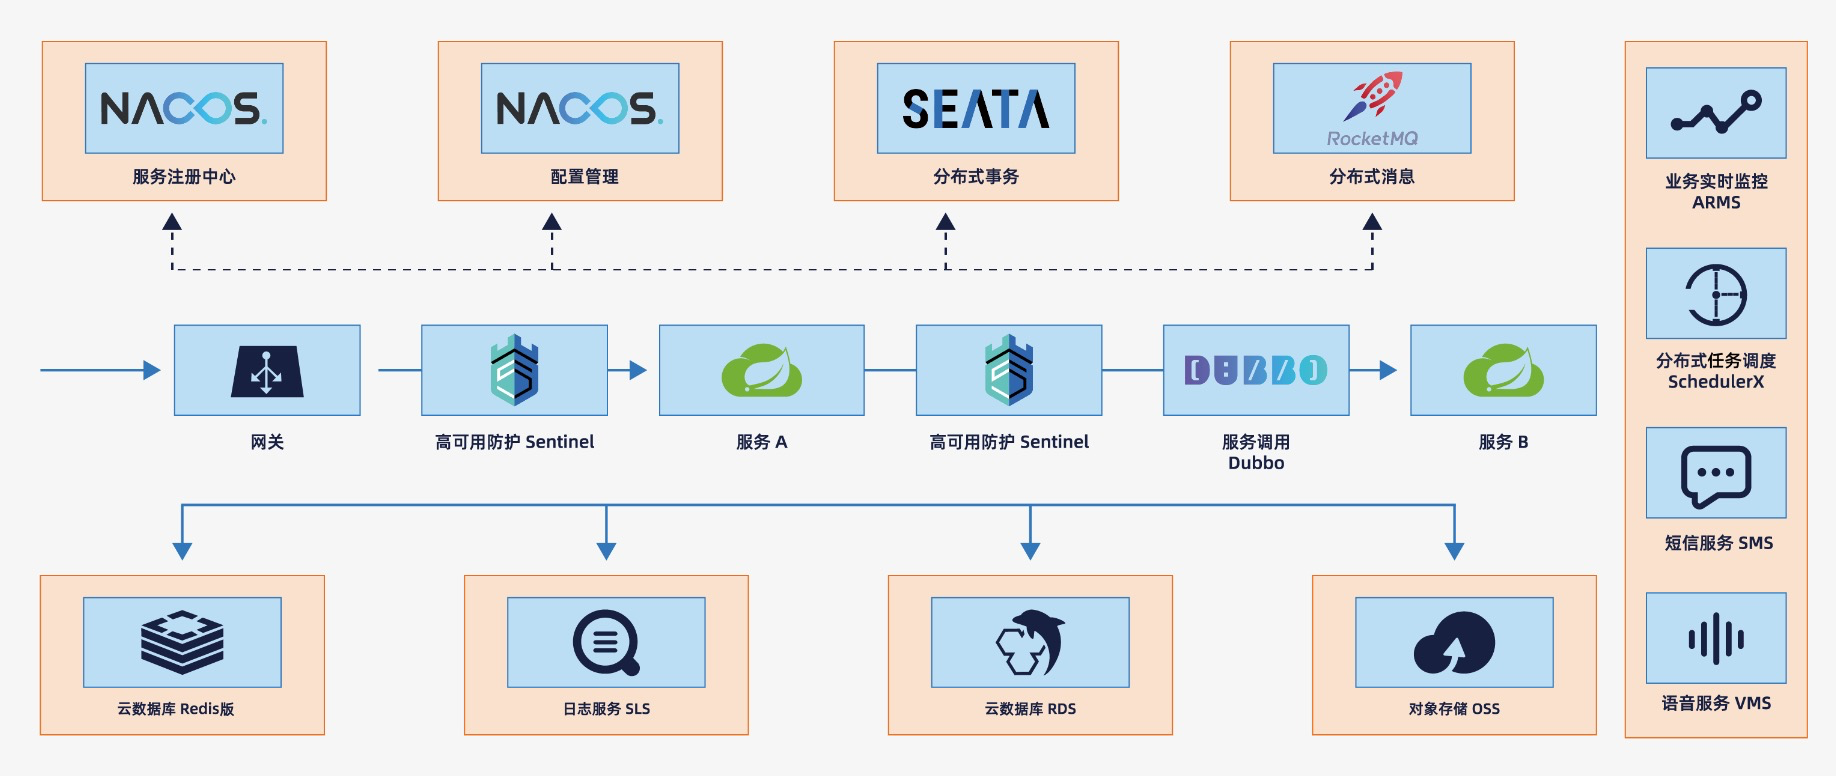 NACOS.
服务注册中心
NACOS.
配置管理
SEATA
分布式事务
RocketMQ
分布式消息
业务实时监控
ARMS
分布式任务调度
SchedulerX
短信服务 SMS
语音服务 VMS
网关
高可用防护 Sentinel
服务 A
高可用防护 Sentinel
DUBBO
服务调用
Dubbo
服务 B
云数据库 Redis版
日志服务 SLS
云数据库 RDS
对象存储 OSS